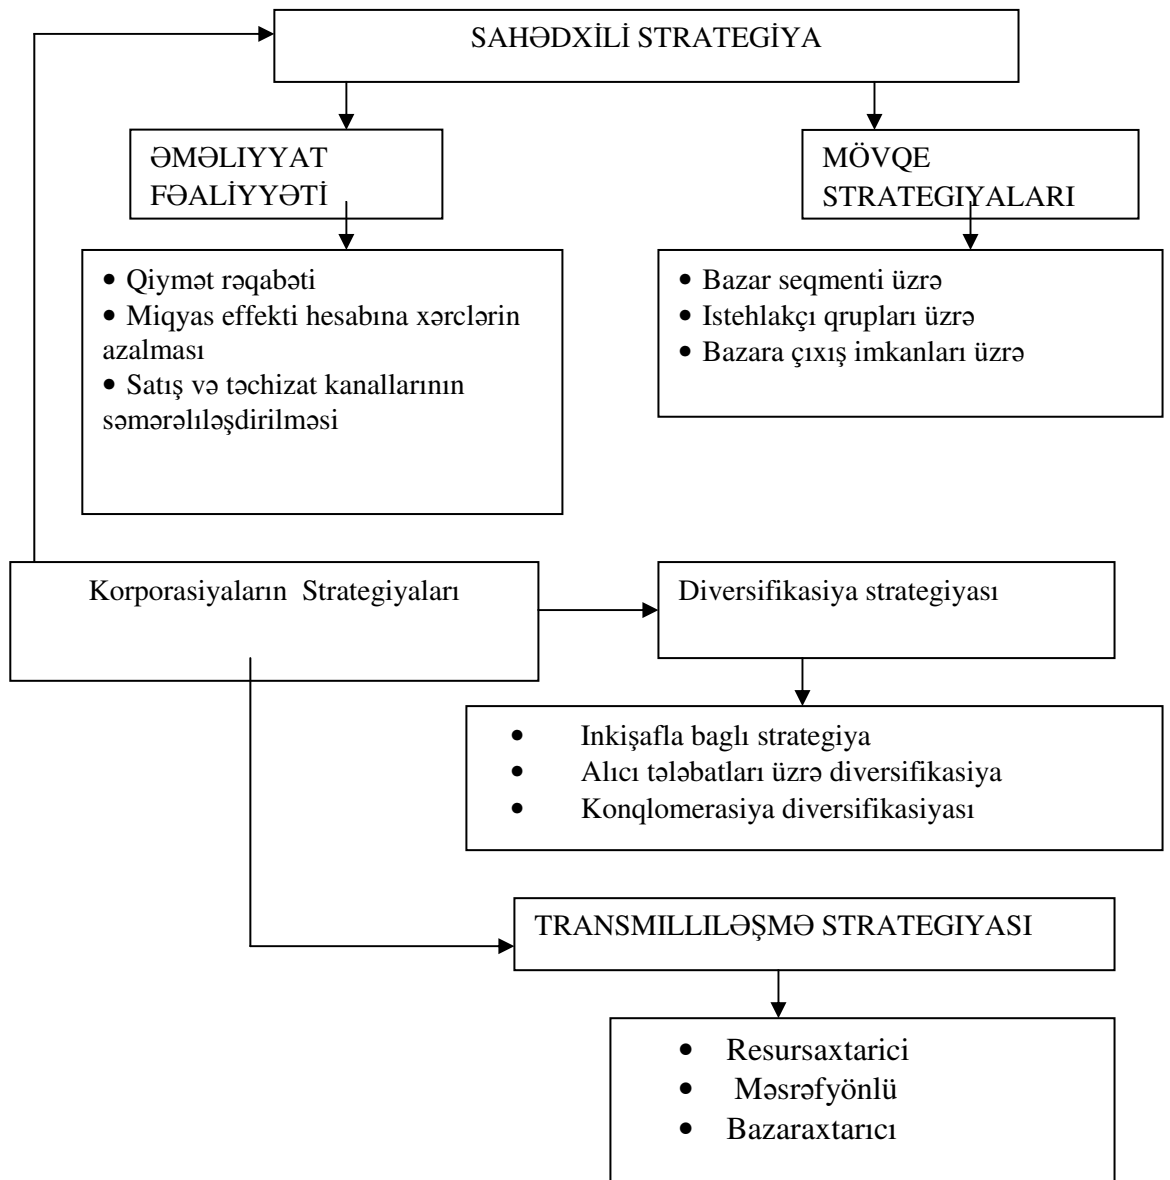 SAHƏDXİLİ STRATEGİYA
ƏMƏLIYYAT
FƏALİYYƏTİ
MÖVQE
STRATEGIYALARI
• Qiymət rəqabəti
• Miqyas effekti hesabına xərclərin
azalması
• Satış və təchizat kanallarının
səmərəlıləşdirilməsi
• Bazar seqmenti üzrə
• Istehlakçı qrupları üzrə
• Bazara çıxış imkanları üzrə
Korporasiyaların Strategiyaları
Diversifikasiya strategiyası
• Inkişafla baglı strategiya
• Alıcı tələbatları üzrə diversifikasiya
• Konqlomerasiya diversifikasiyası
TRANSMILLILƏŞMƏ STRATEGIYASI
• Resursaxtarici
• Məsrəfyönlü
• Bazaraxtarıcı